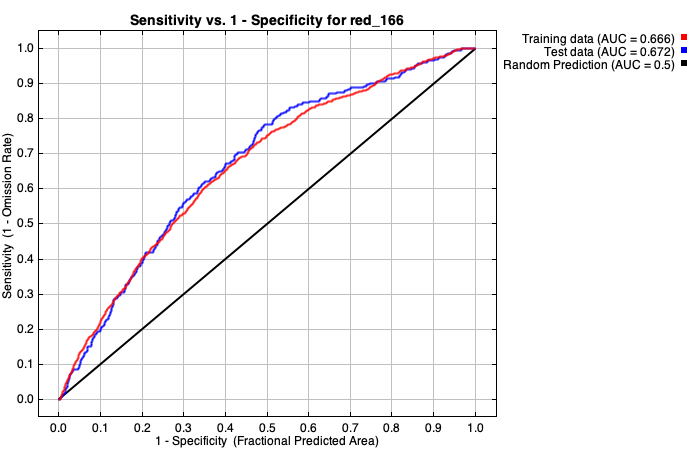 Sensitivity vs. 1 - Specificity for red_166
Training data (AUC = 0.666)
Test data (AUC = 0.672)
Random Prediction (AUC = 0.5)
Sensitivity (1 - Omission Rate)
1.0
0.9
0.8
0.7
0.6
0.5
0.4
0.3
0.2
0.1
0.0
0.0 0.1 0.2 0.3 0.4 0.5 0.6 0.7 0.8 0.9 1.0
1 - Specificity (Fractional Predicted Area)